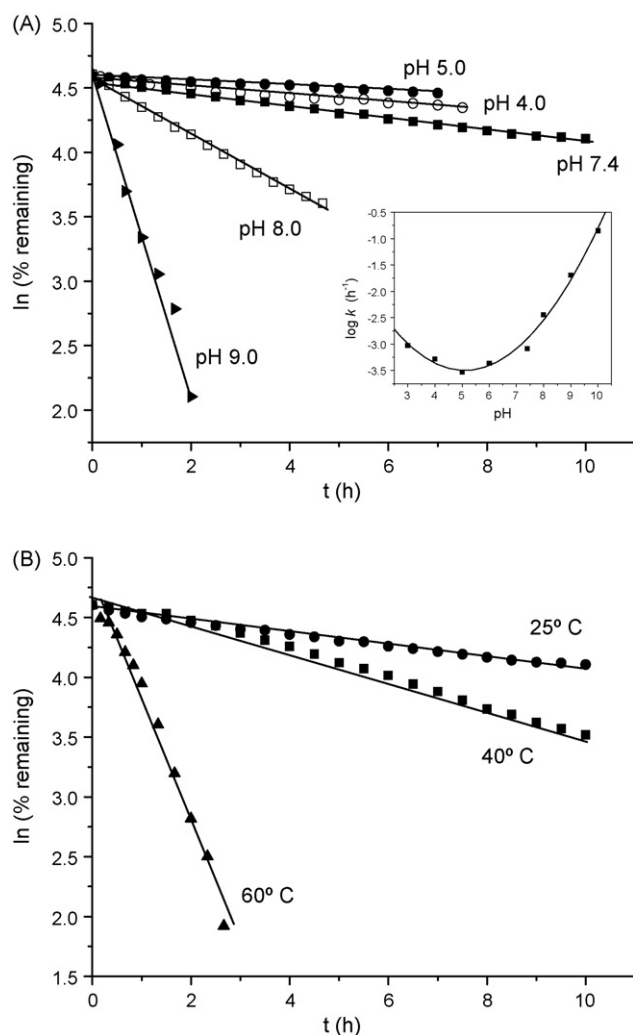 (A)
5.0
4.5
4.0
3.5
3.0
2.5
2.0
ln (% remaining)
0 2 4 6 8 10
t (h)
pH 5.0
pH 4.0
pH 7.4
pH 8.0
pH 9.0
-0.5
-1.0
-1.5
-2.0
-2.5
-3.0
-3.5
log k (h⁻¹)
3 4 5 6 7 8 9 10
pH
(B)
5.0
4.5
4.0
3.5
3.0
2.5
2.0
1.5
ln (% remaining)
0 2 4 6 8 10
t (h)
25º C
40º C
60º C